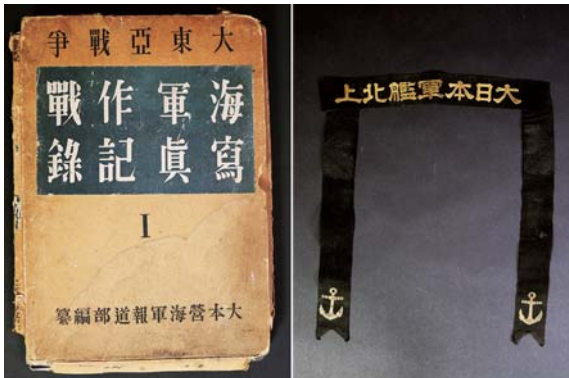 大東亞戰争
海軍作戰
寫眞記錄
I
大本營海軍報道部編纂
大日本軍艦北上